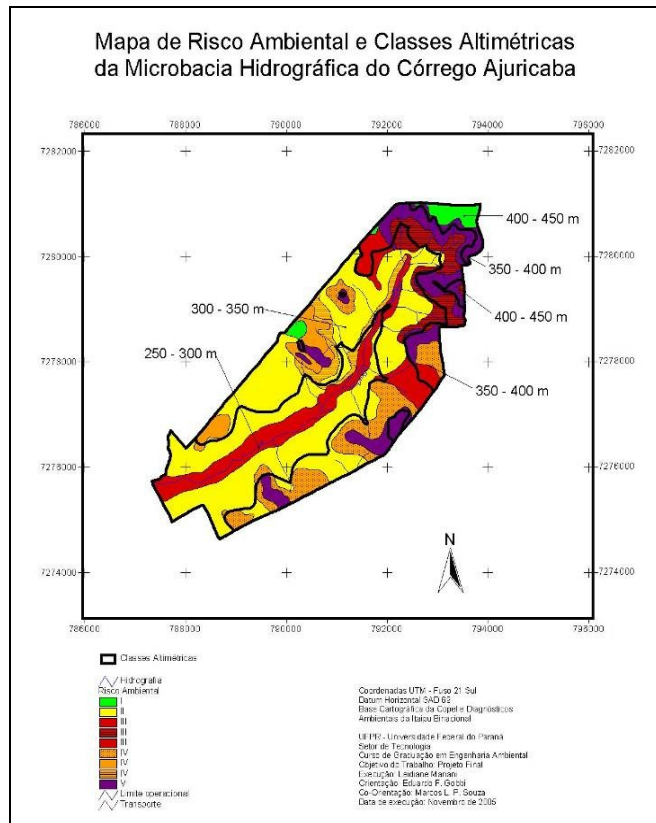 Mapa de Risco Ambiental e Classes Altimétricas
da Microbacia Hidrográfica do Córrego Ajuricaba
786000 788000 790000 792000 794000 796000
7282000 7282000
400 - 450 m
7280000 7280000
350 - 400 m
400 - 450 m
300 - 350 m
7278000 7278000
250 - 300 m
350 - 400 m
7276000 7276000
N
7274000 7274000
786000 788000 790000 792000 794000 796000
Classes Altimétricas
Hidrografia
Risco Ambiental
I
II
III
III
III
IV
IV
IV
V
Limite operacional
Transporte
Coordenadas UTM - Fuso 21 Sul
Datum Horizontal SAD 69
Base Cartográfica da Copel e Diagnósticos
Ambientais da Itaipu Binacional
UFPR - Universidade Federal do Paraná
Setor de Tecnologia
Curso de Graduação em Engenharia Ambiental
Objetivo do Trabalho: Projeto Final
Execução: Leidiane Mariani
Orientação: Eduardo F. Gobbi
Co-Orientação: Marcos L. P. Souza
Data de execução: Novembro de 2005